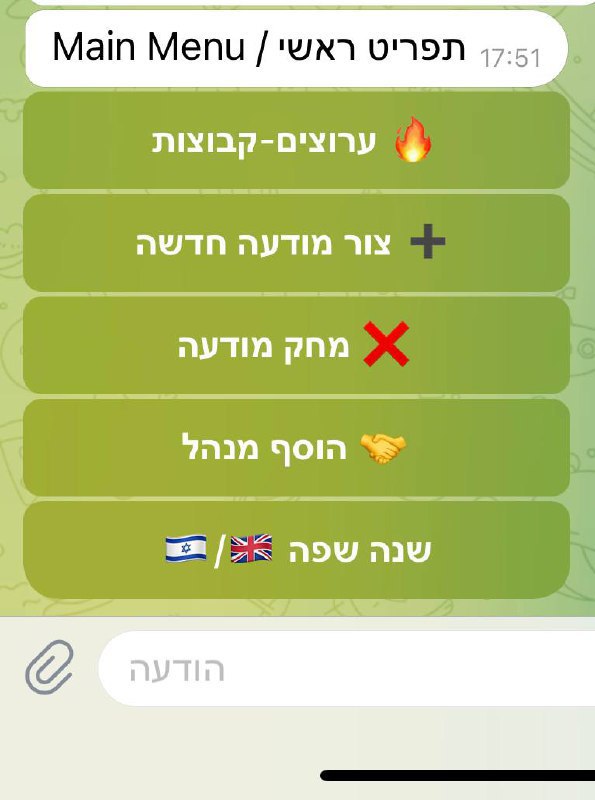 Main Menu / תפריט ראשי 17:51
🔥 ערוצים-קבוצות
➕ צור מודעה חדשה
❌ מחק מודעה
🤝 הוסף מנהל
שנה שפה 🇬🇧/🇮🇱
הודעה